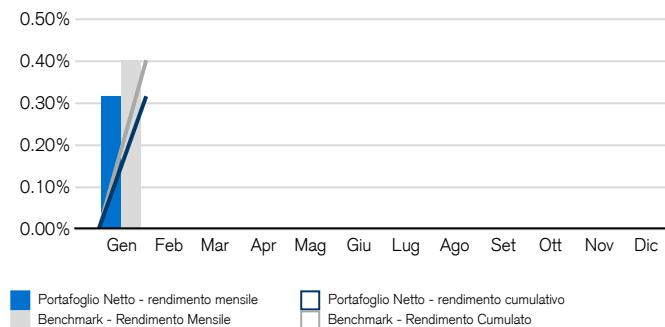 0.50%
0.40%
0.30%
0.20%
0.10%
0.00%
Gen Feb Mar Apr Mag Giu Lug Ago Set Ott Nov Dic
Portafoglio Netto - rendimento mensile Portafoglio Netto - rendimento cumulativo
Benchmark - Rendimento Mensile Benchmark - Rendimento Cumulato